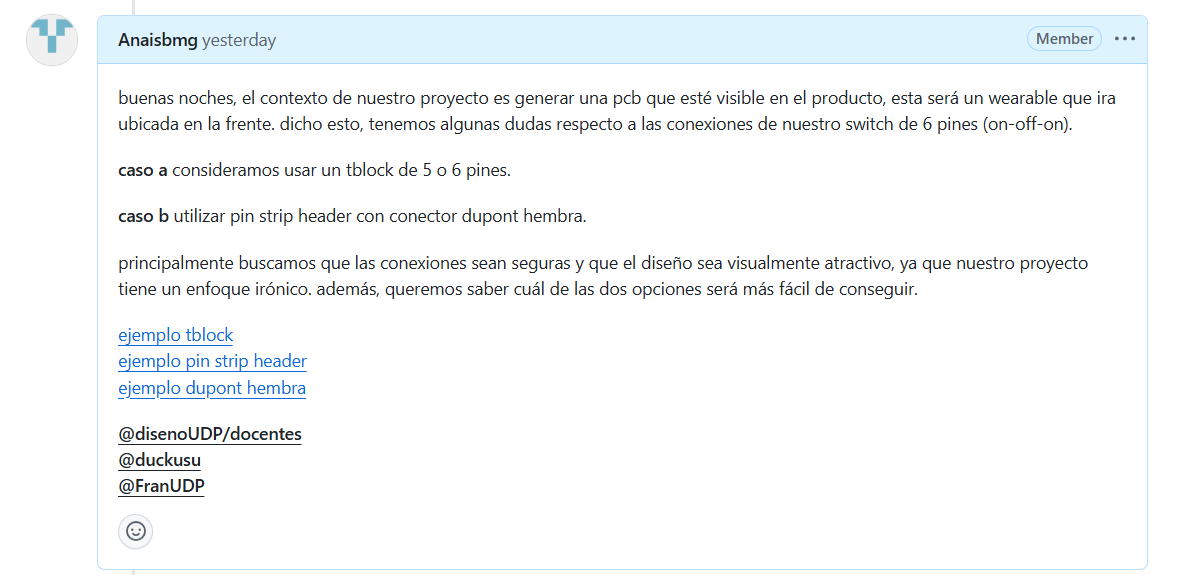 Anaisbmg yesterday
Member
buenas noches, el contexto de nuestro proyecto es generar una pcb que esté visible en el producto, esta será un wearable que ira
ubicada en la frente. dicho esto, tenemos algunas dudas respecto a las conexiones de nuestro switch de 6 pines (on-off-on).
caso a consideramos usar un tblock de 5 o 6 pines.
caso b utilizar pin strip header con conector dupont hembra.
principalmente buscamos que las conexiones sean seguras y que el diseño sea visualmente atractivo, ya que nuestro proyecto
tiene un enfoque irónico. además, queremos saber cuál de las dos opciones será más fácil de conseguir.
ejemplo tblock
ejemplo pin strip header
ejemplo dupont hembra
@disenoUDP/docentes
@duckusu
@FranUDP